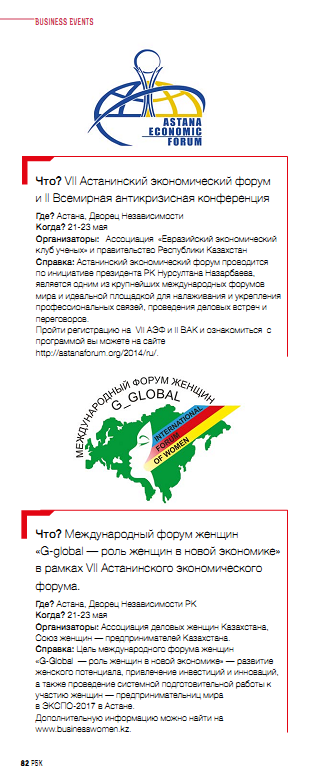 BUSINESS EVENTS
ASTANA
ECONOMIC
FORUM
Что? VII Астанинский экономический форум
и II Всемирная антикризисная конференция
Где? Астана, Дворец Независимости
Когда? 21-23 мая
Организаторы: Ассоциация «Евразийский экономический
клуб ученых» и правительство Республики Казахстан
Справка: Астанинский экономический форум проводится
по инициативе президента РК Нурсултана Назарбаева,
является одним из крупнейших международных форумов
мира и идеальной площадкой для налаживания и укрепления
профессиональных связей, проведения деловых встреч и
переговоров.
Пройти регистрацию на VII АЭФ и II ВАК и ознакомиться с
программой вы можете на сайте
http://astanaforum.org/2014/ru/.
МЕЖДУНАРОДНЫЙ ФОРУМ ЖЕНЩИН
G_GLOBAL
INTERNATIONAL
FORUM
OF WOMEN
Что? Международный форум женщин
«G-global — роль женщин в новой экономике»
в рамках VII Астанинского экономического
форума.
Где? Астана, Дворец Независимости РК
Когда? 21-23 мая
Организаторы: Ассоциация деловых женщин Казахстана,
Союз женщин — предпринимателей Казахстана.
Справка: Цель международного форума женщин
«G-Global — роль женщин в новой экономике» — развитие
женского потенциала, привлечение инвестиций и инноваций,
а также проведение системной подготовительной работы к
участию женщин — предпринимательниц мира
в ЭКСПО-2017 в Астане.
Дополнительную информацию можно найти на
www.businesswomen.kz.
82 РБК